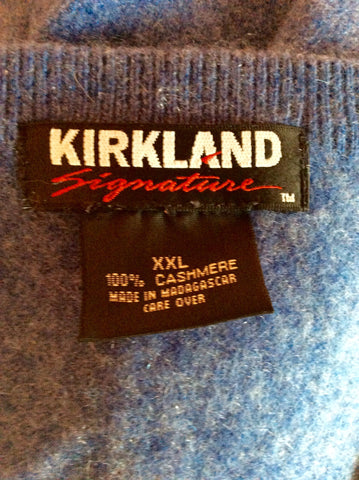 KIRKLAND
Signature TM
XXL
100% CASHMERE
MADE IN MADAGASCAR
CARE OVER